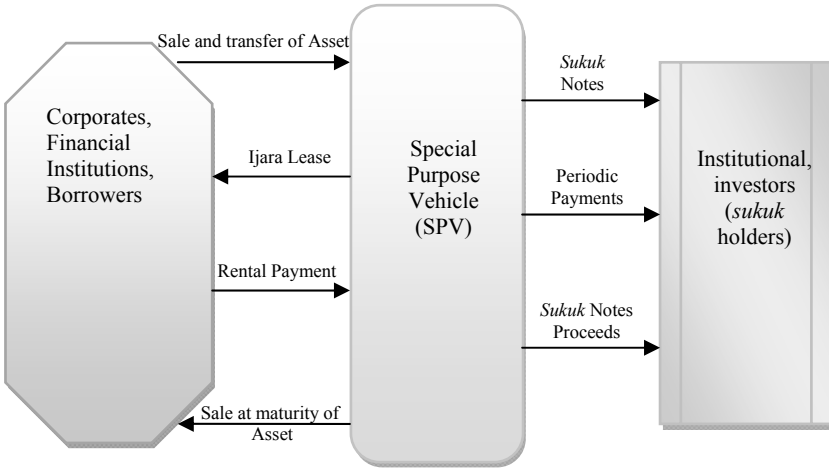 Sale and transfer of Asset
Corporates,
Financial
Institutions,
Borrowers
Ijara Lease
Rental Payment
Sale at maturity of
Asset
Special
Purpose
Vehicle
(SPV)
Sukuk
Notes
Periodic
Payments
Sukuk Notes
Proceeds
Institutional,
investors
(sukuk
holders)